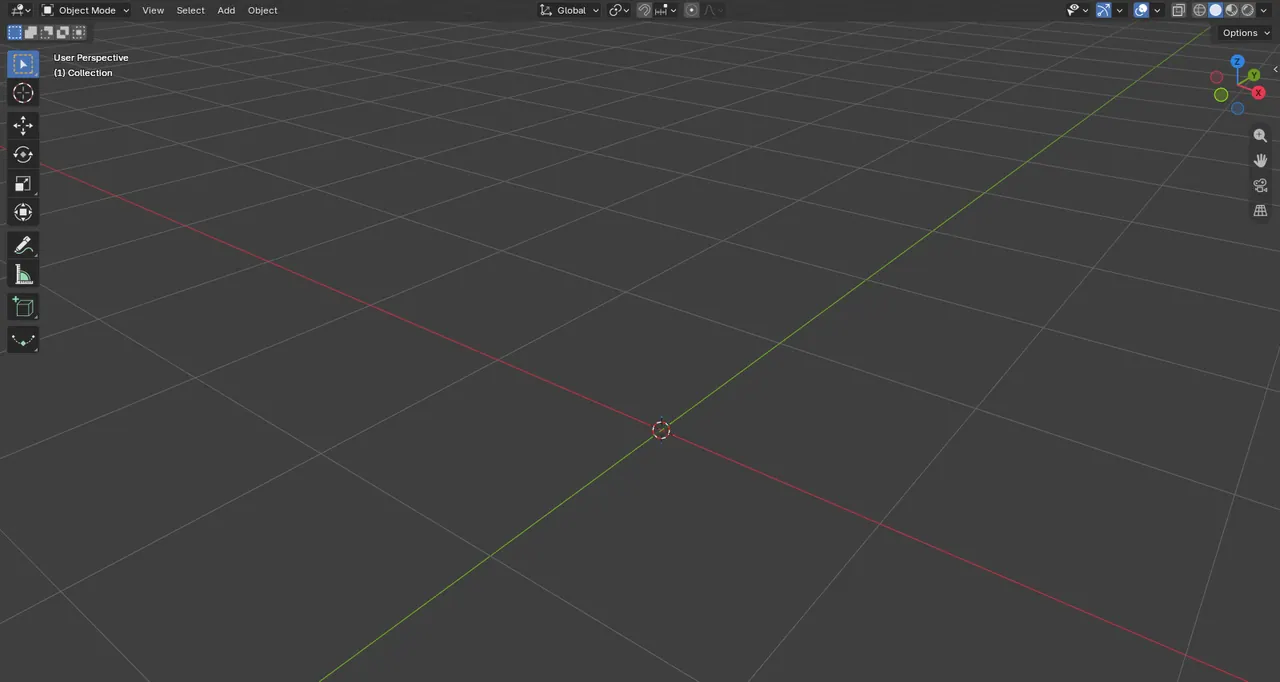 Object Mode View Select Add Object Global
Options
User Perspective
(1) Collection
Z
Y
X